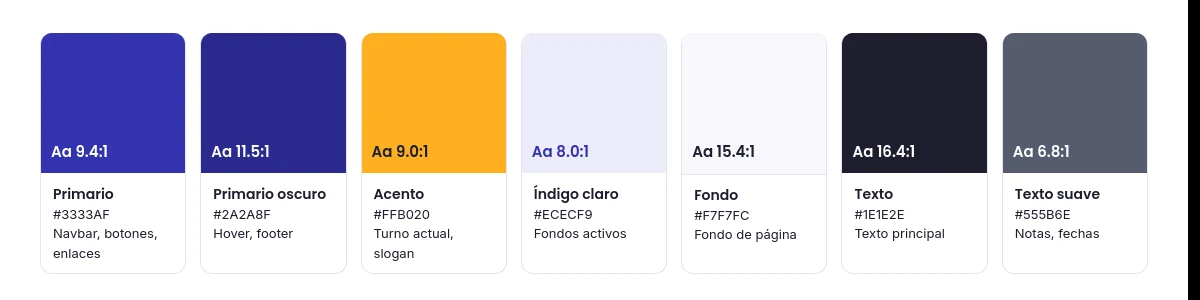 Aa 9.4:1
Primario
#3333AF
Navbar, botones,
enlaces
Aa 11.5:1
Primario oscuro
#2A2A8F
Hover, footer
Aa 9.0:1
Acento
#FFB020
Turno actual,
slogan
Aa 8.0:1
Índigo claro
#ECECF9
Fondos activos
Aa 15.4:1
Fondo
#F7F7FC
Fondo de página
Aa 16.4:1
Texto
#1E1E2E
Texto principal
Aa 6.8:1
Texto suave
#555B6E
Notas, fechas